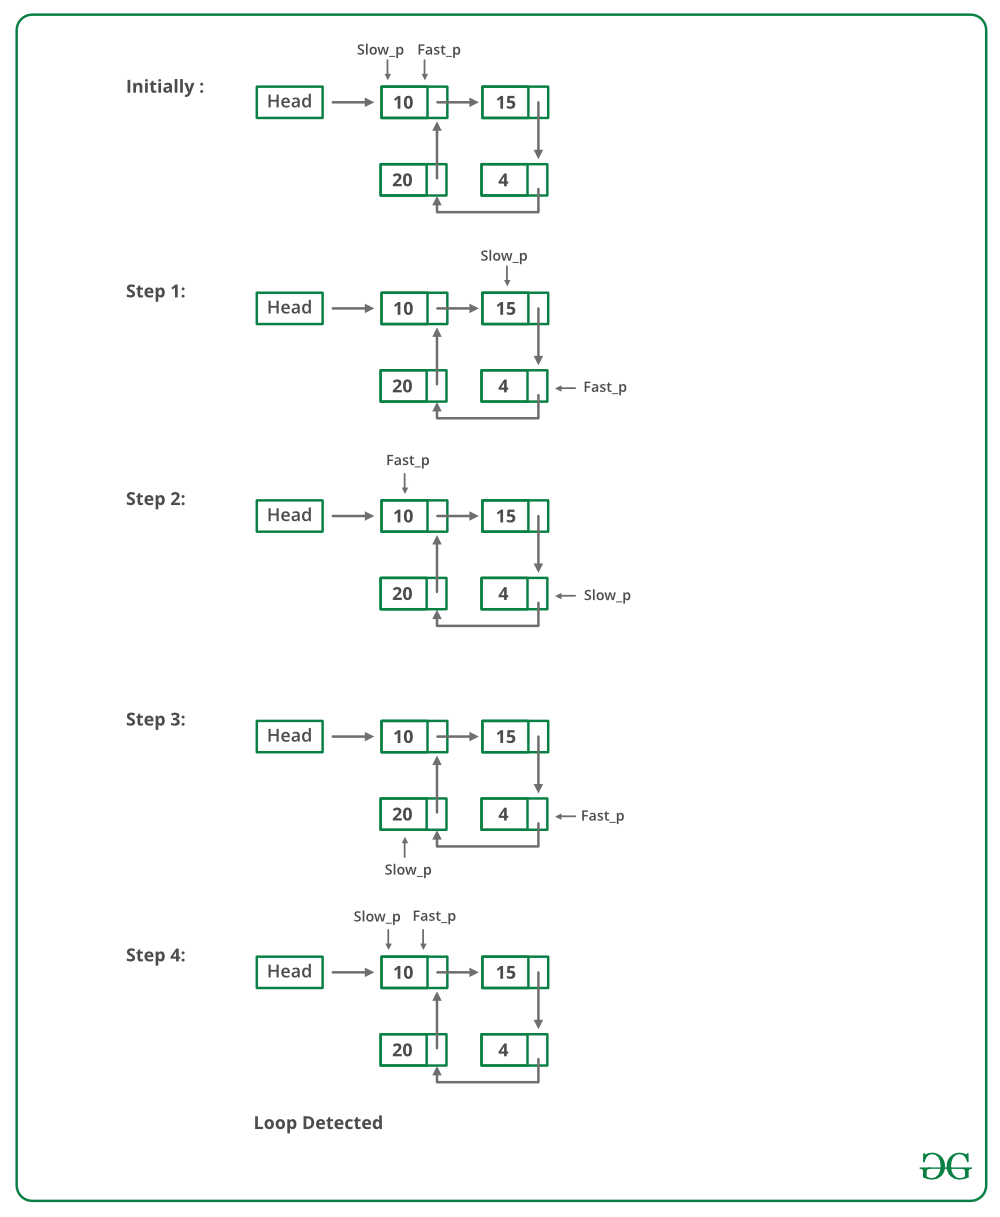 Slow_p Fast_p
Initially :
Head 10 15
20 4
Slow_p
Step 1:
Head 10 15
20 4 Fast_p
Fast_p
Step 2:
Head 10 15
20 4 Slow_p
Step 3:
Head 10 15
20 4 Fast_p
Slow_p
Slow_p Fast_p
Step 4:
Head 10 15
20 4
Loop Detected